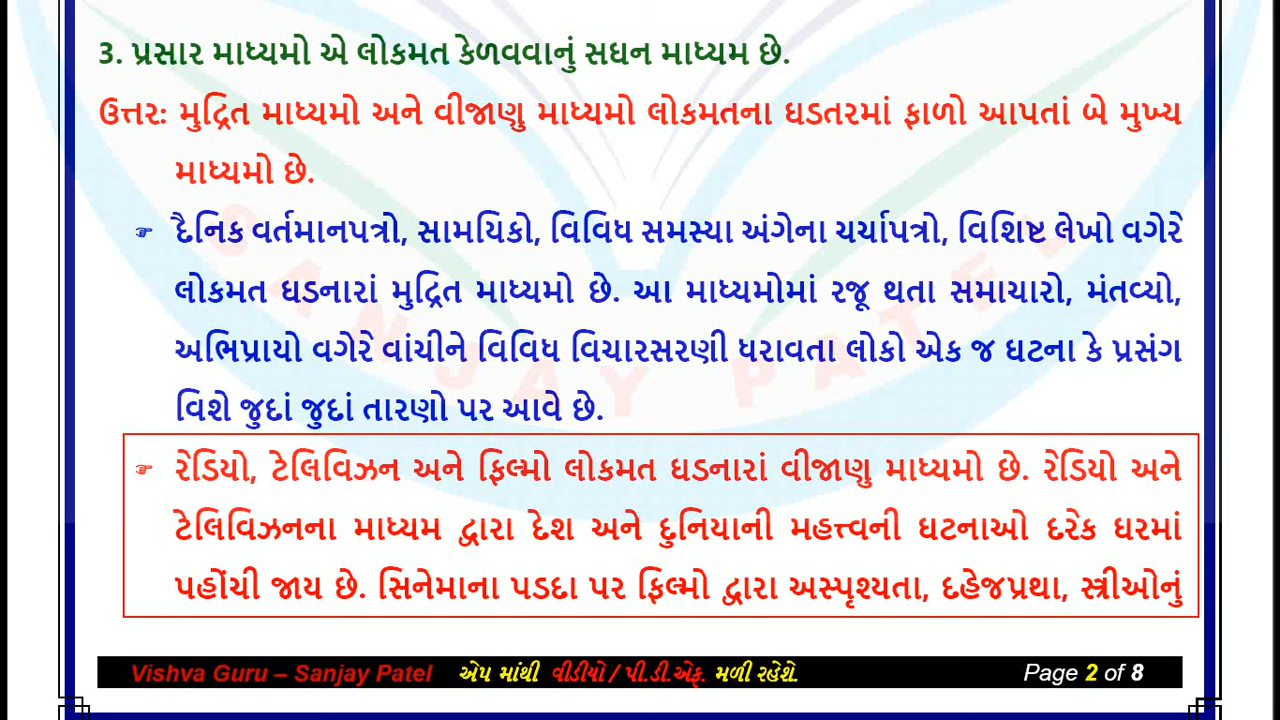 3. પ્રસાર માધ્યમો એ લોકમત કેળવવાનું સઘન માધ્યમ છે.
ઉત્તરઃ મુદ્રિત માધ્યમો અને વીજાણુ માધ્યમો લોકમતના ઘડતરમાં ફાળો આપતાં બે મુખ્ય
માધ્યમો છે.
☞ દૈનિક વર્તમાનપત્રો, સામયિકો, વિવિધ સમસ્યા અંગેના ચર્ચાપત્રો, વિશિષ્ટ લેખો વગેરે
લોકમત ઘડનારાં મુદ્રિત માધ્યમો છે. આ માધ્યમોમાં રજૂ થતા સમાચારો, મંતવ્યો,
અભિપ્રાયો વગેરે વાંચીને વિવિધ વિચારસરણી ધરાવતા લોકો એક જ ઘટના કે પ્રસંગ
વિશે જુદાં જુદાં તારણો પર આવે છે.
☞ રેડિયો, ટેલિવિઝન અને ફિલ્મો લોકમત ઘડનારાં વીજાણુ માધ્યમો છે. રેડિયો અને
ટેલિવિઝનના માધ્યમ દ્વારા દેશ અને દુનિયાની મહત્ત્વની ઘટનાઓ દરેક ઘરમાં
પહોંચી જાય છે. સિનેમાના પડદા પર ફિલ્મો દ્વારા અસ્પૃશ્યતા, દહેજપ્રથા, સ્ત્રીઓનું
SANJAY PATEL
Vishva Guru – Sanjay Patel એપ માંથી વીડીયો / પી.ડી.એફ. મળી રહેશે. Page 2 of 8